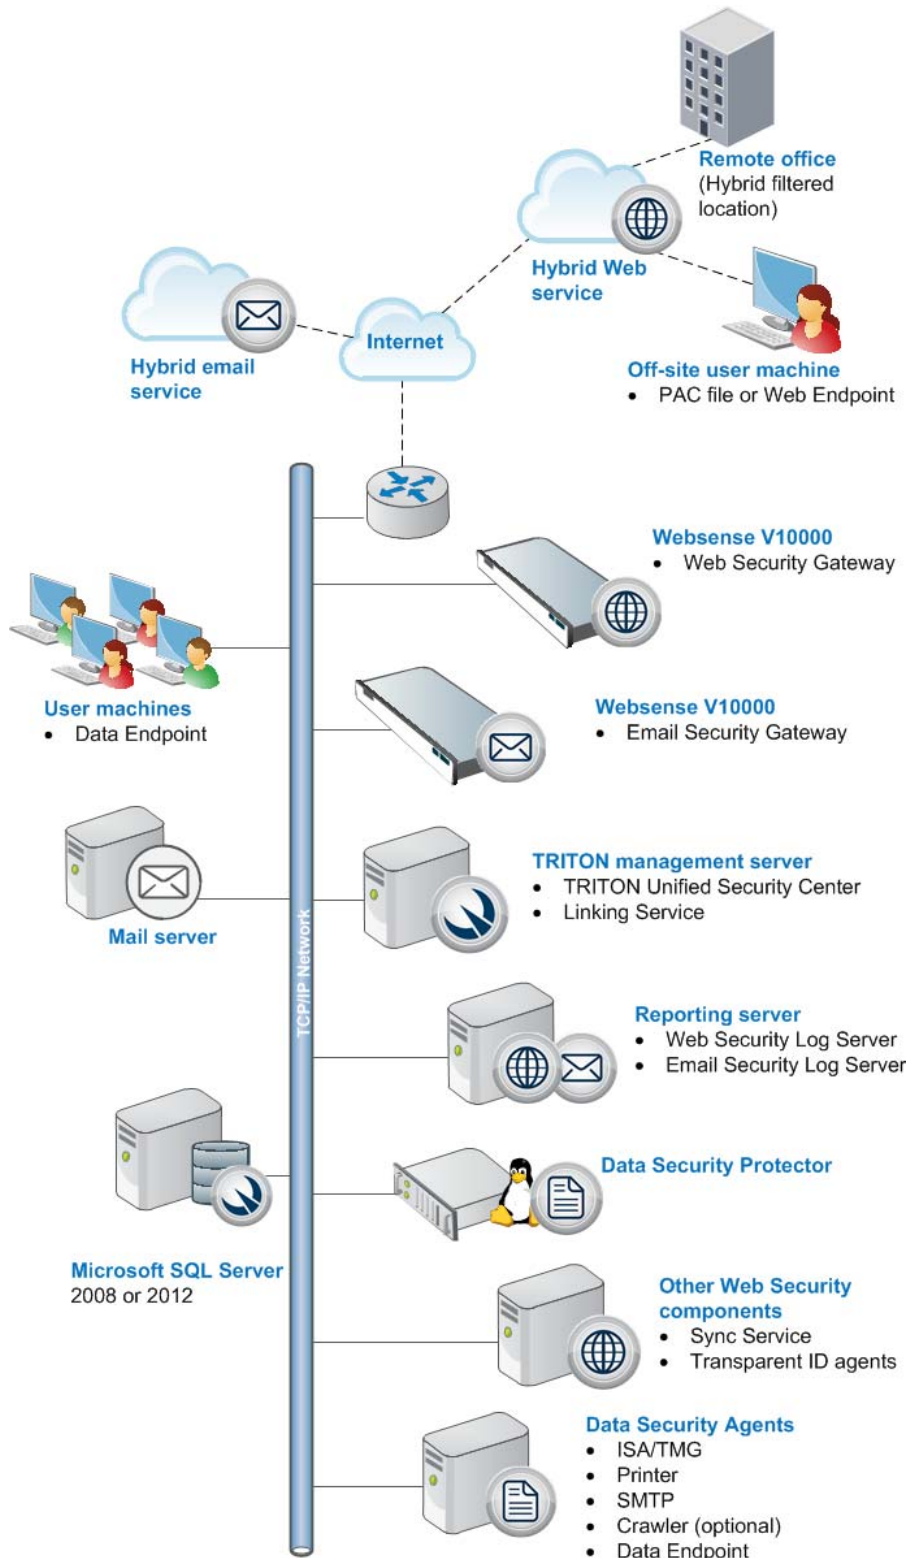 Remote office
(Hybrid filtered
location)
Hybrid Web
service
Internet
Hybrid email
service
Off-site user machine
• PAC file or Web Endpoint
Websense V10000
• Web Security Gateway
User machines
• Data Endpoint
Websense V10000
• Email Security Gateway
TRITON management server
• TRITON Unified Security Center
• Linking Service
Mail server
TCP/IP Network
Reporting server
• Web Security Log Server
• Email Security Log Server
Data Security Protector
Microsoft SQL Server
2008 or 2012
Other Web Security
components
• Sync Service
• Transparent ID agents
Data Security Agents
• ISA/TMG
• Printer
• SMTP
• Crawler (optional)
• Data Endpoint